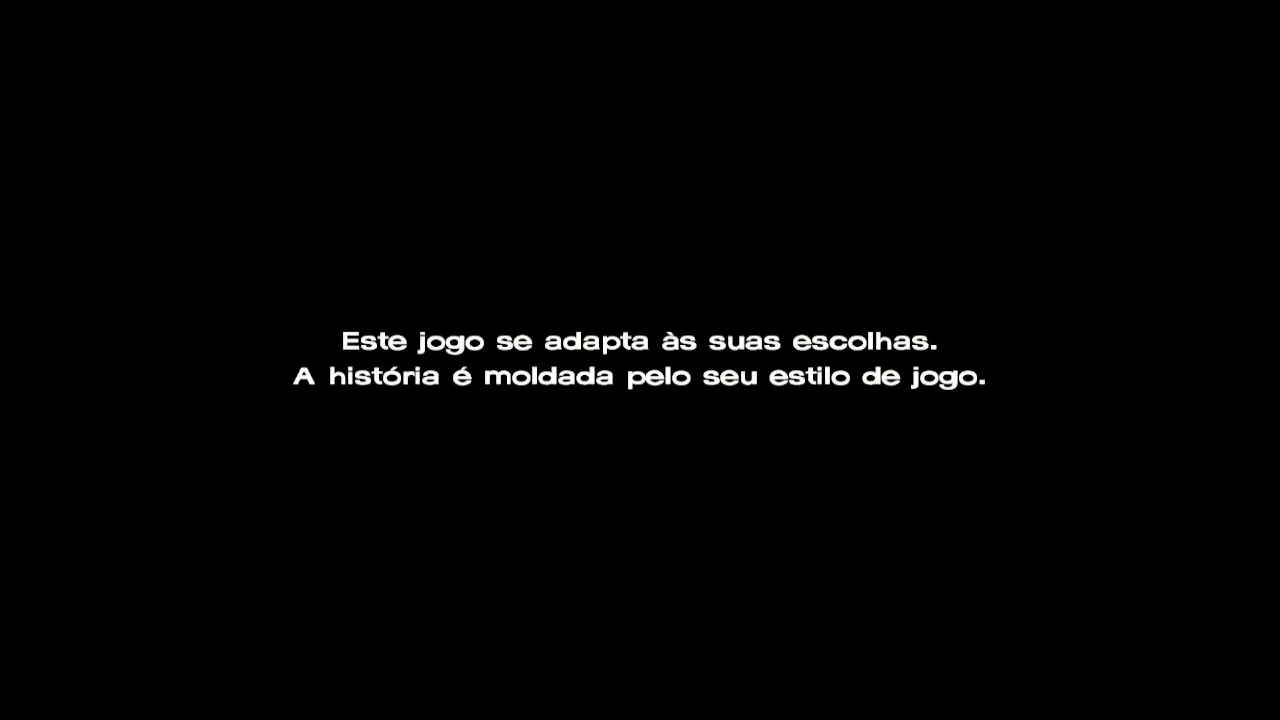 Este jogo se adapta às suas escolhas.
A história é moldada pelo seu estilo de jogo.